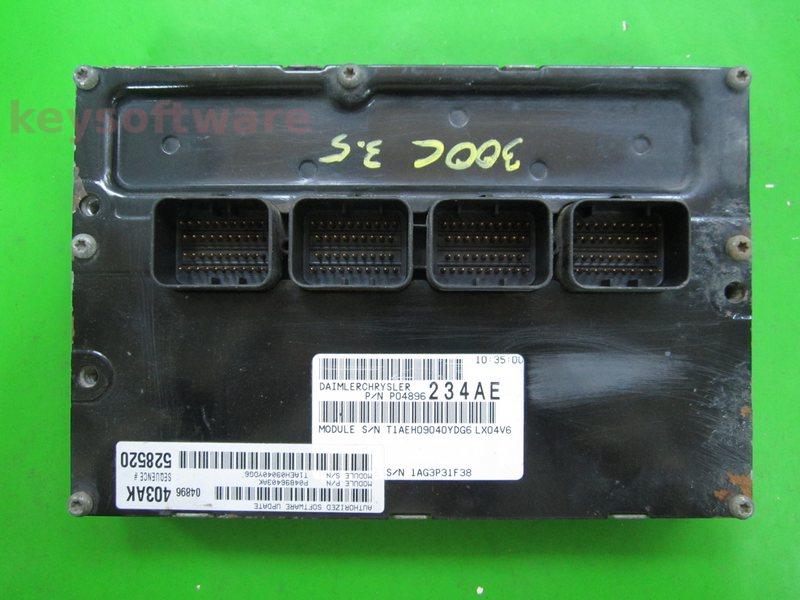 keysoftware
300C 3.5
10:35:00
DAIMLERCHRYSLER
P/N P04896 234AE
MODULE S/N T1AEH09040YDG6 LX04V6
S/N 1AG3P31F38
AUTHORIZED SOFTWARE UPDATE
04896 403AK
MODULE P/N P04896403AK
MODULE S/N T1AEH09040YDG6
SEQUENCE # 528520